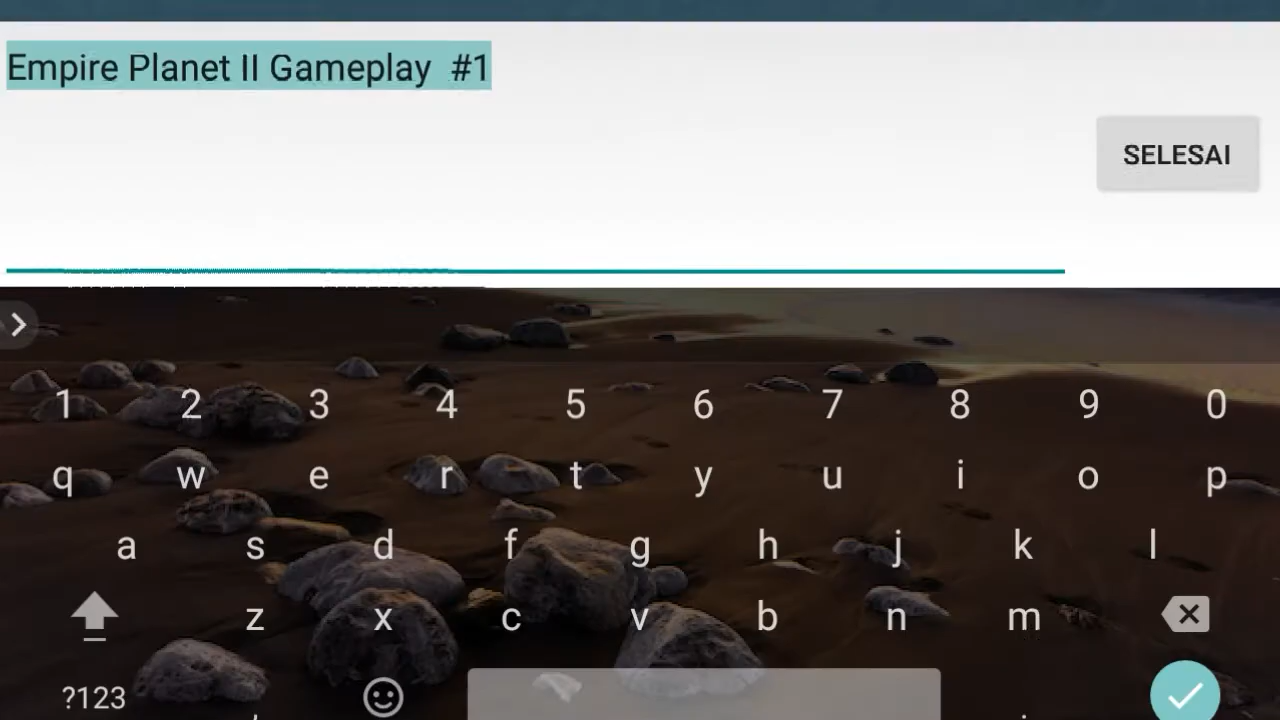 Empire Planet II Gameplay  #1
SELESAI
1 2 3 4 5 6 7 8 9 0
q w e r t y u i o p
a s d f g h j k l
z x c v b n m
?123